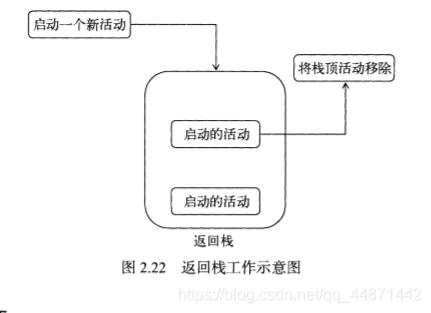 启动一个新活动
将栈顶活动移除
启动的活动
启动的活动
返回栈
图 2.22 返回栈工作示意图
https://blog.csdn.net/qq_44871442